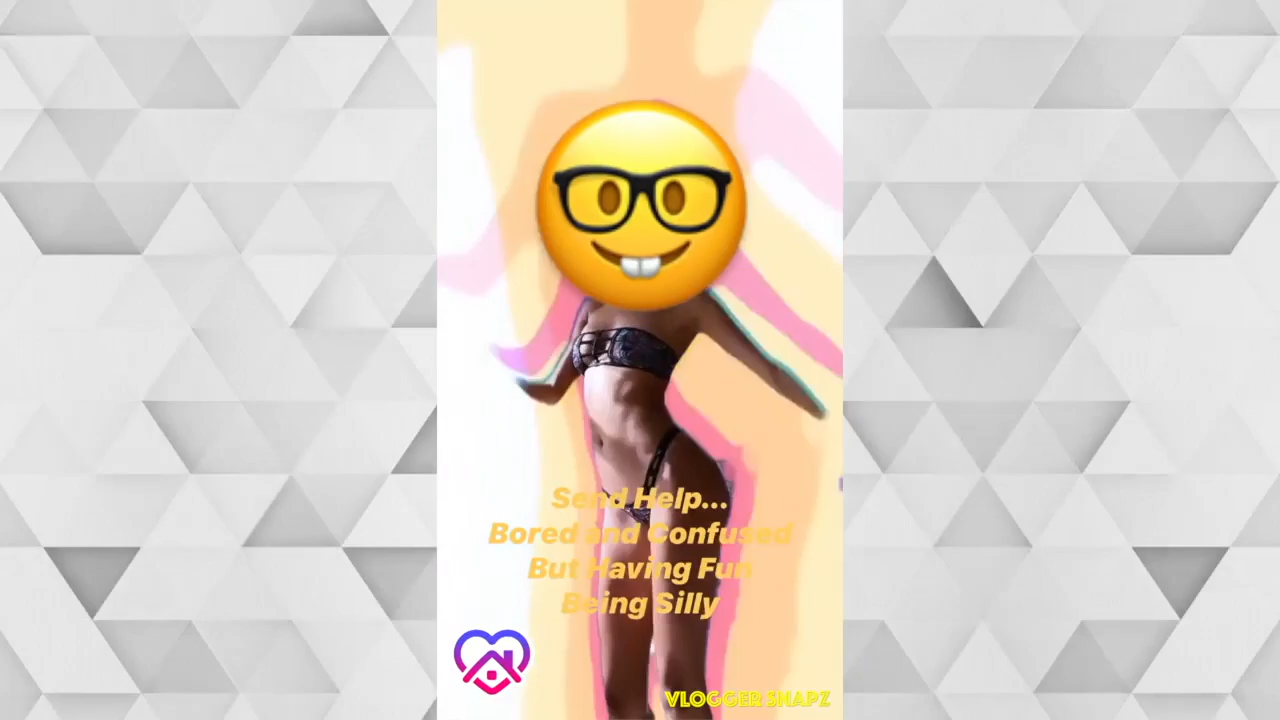 Send Help...
Bored and Confused
But Having Fun
Being Silly
VLOGGER SNAPZ